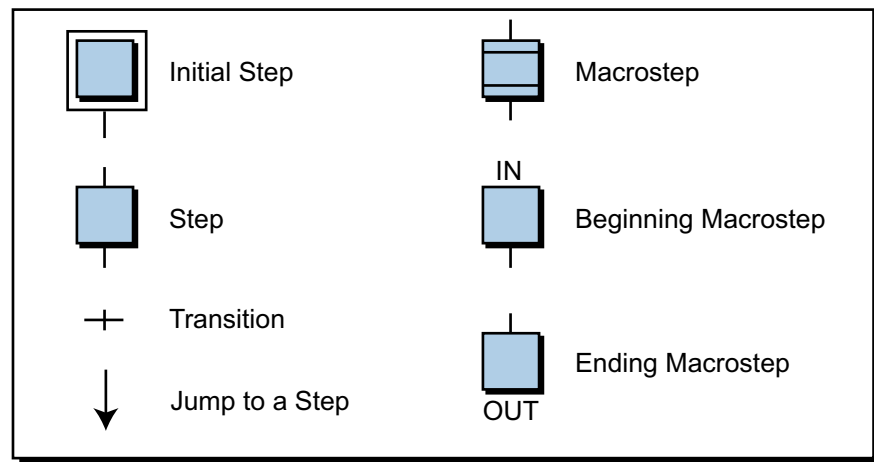 Initial Step
Step
Transition
Jump to a Step
Macrostep
IN
Beginning Macrostep
Ending Macrostep
OUT